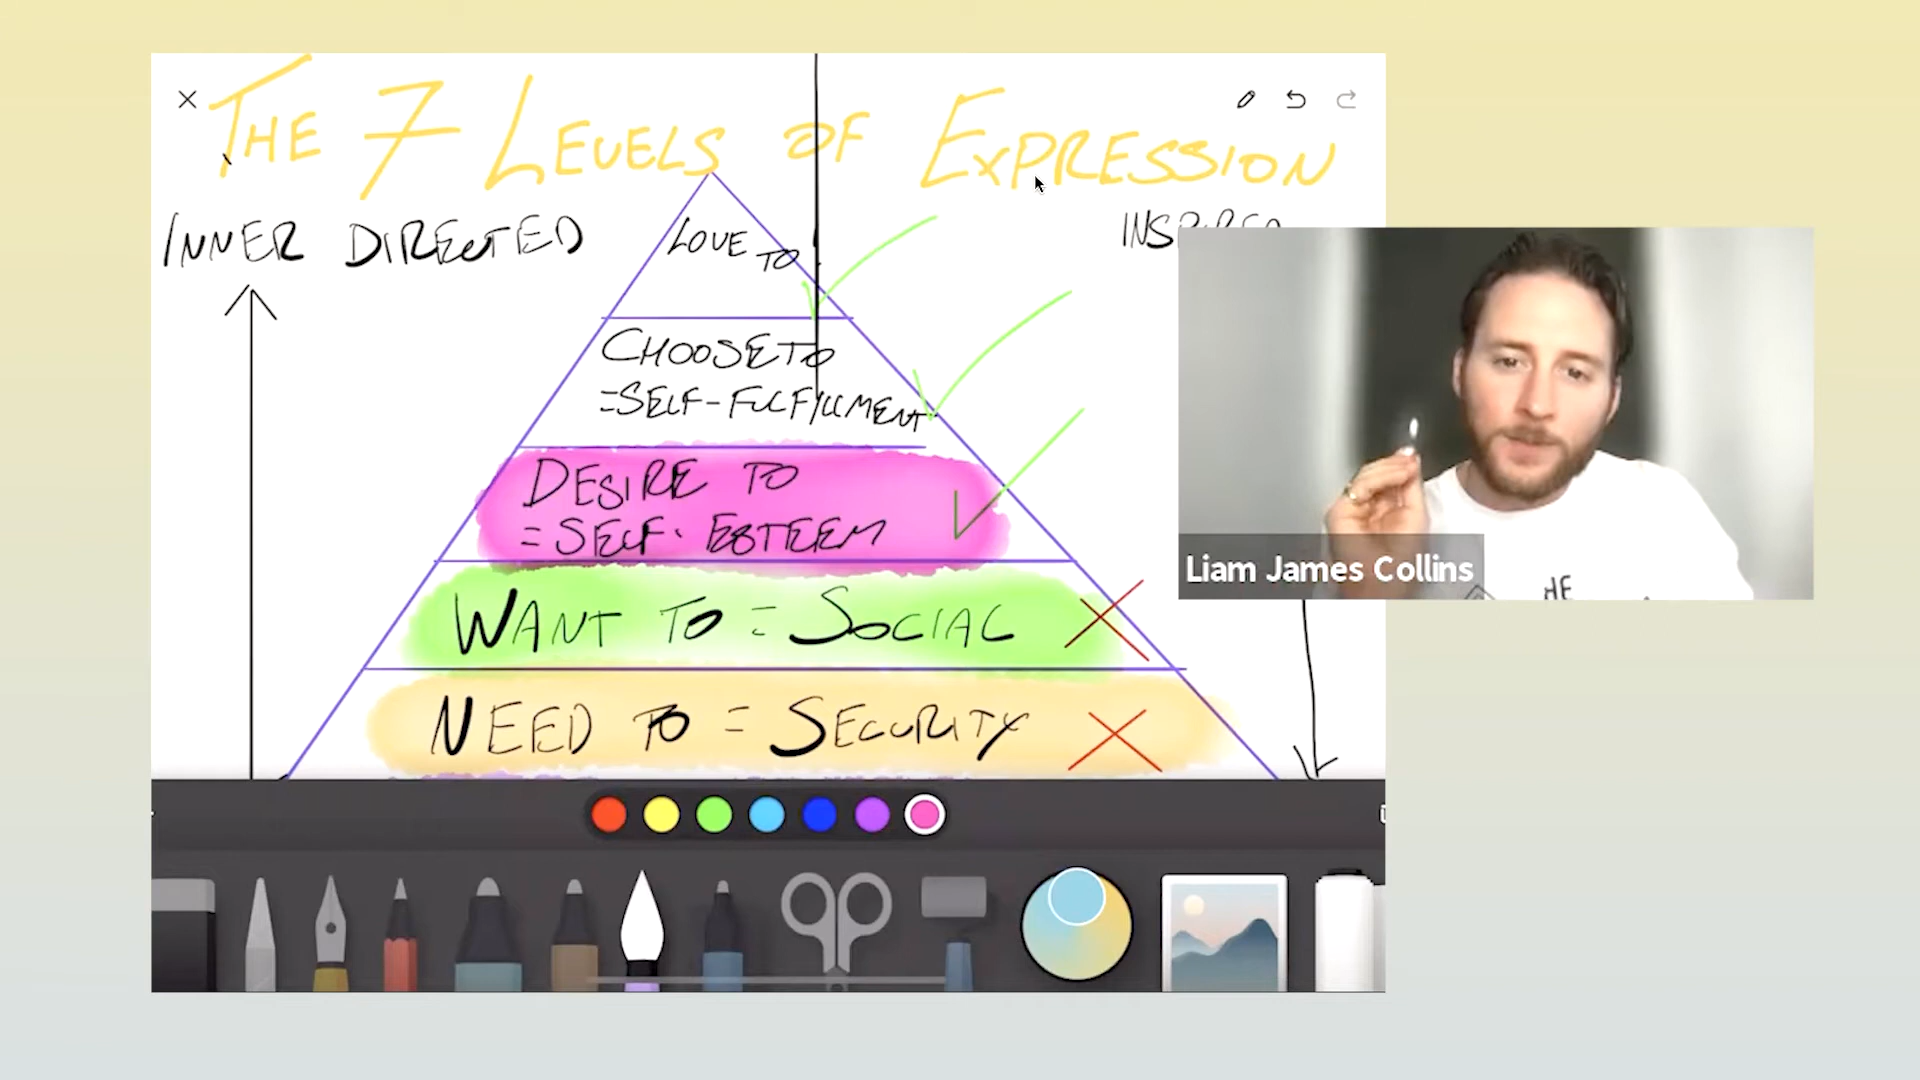 THE 7 LEVELS OF EXPRESSION
INNER DIRECTED
LOVE TO!
CHOOSE TO
=SELF-FULFILLMENT
DESIRE TO
=SELF-ESTEEM
WANT TO = SOCIAL
NEED TO = SECURITY
Liam James Collins
HE